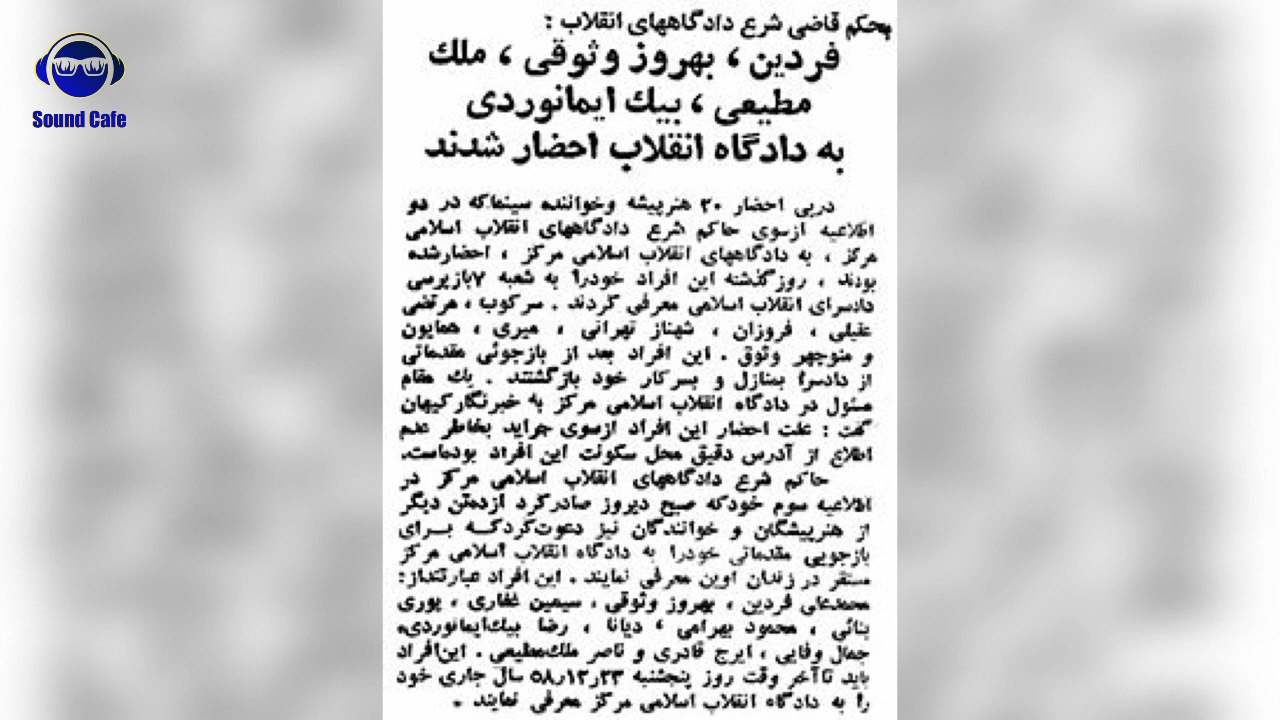 Sound Cafe
بحکم قاضی شرع دادگاههای انقلاب :
فردین ، بهروز وثوقی ، ملك
مطیعی ، بيك ایمانوردی
به دادگاه انقلاب احضار شدند
درپی احضار ۲۰ هنرپیشه وخواننده سینماکه در دو
اطلاعیه ازسوی حاکم شرع دادگاههای انقلاب اسلامی
مرکز ، به دادگاههای انقلاب اسلامی مرکز ، احضارشده
بودند ، روزگذشته این افراد خودرا به شعبه ۷بازپرسی
دادسرای انقلاب اسلامی معرفی کردند . سرکوب ، مرتضی
عقیلی ، فروزان ، شهناز تهرانی ، میری ، همایون
و منوچهر وثوق . این افراد بعد از بازجوئی مقدماتی
از دادسرا بمنازل و بسرکار خود بازگشتند . يك مقام
مسئول در دادگاه انقلاب اسلامی مرکز به خبرنگارکیهان
گفت : علت احضار این افراد ازسوی جراید بخاطر عدم
اطلاع از آدرس دقیق محل سکونت این افراد بوده‌است.
حاکم شرع دادگاههای انقلاب اسلامی مرکز در
اطلاعیه سوم خودکه صبح دیروز صادرکرد ازده‌تن دیگر
از هنرپیشگان و خوانندگان نیز دعوت‌کردکه برای
بازجویی مقدماتی خودرا به دادگاه انقلاب اسلامی مرکز
مستقر در زندان اوین معرفی نمایند . این افراد عبارتنداز:
محمدعلی فردین ، بهروز وثوقی ، سیمین غفاری ، پوری
بنائی ، محمود بهرامی ، دیانا ، رضا بيك‌ایمانوردی،
جمال وفایی ، ایرج قادری و ناصر ملك‌مطیعی . این‌افراد
باید تاآخر وقت روز پنجشنبه ۵۸ر۱۲ر۲۳ سال جاری خود
را به دادگاه انقلاب اسلامی مرکز معرفی نمایند .